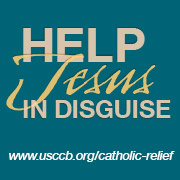 HELP
Jesus
IN DISGUISE
www.usccb.org/catholic-relief